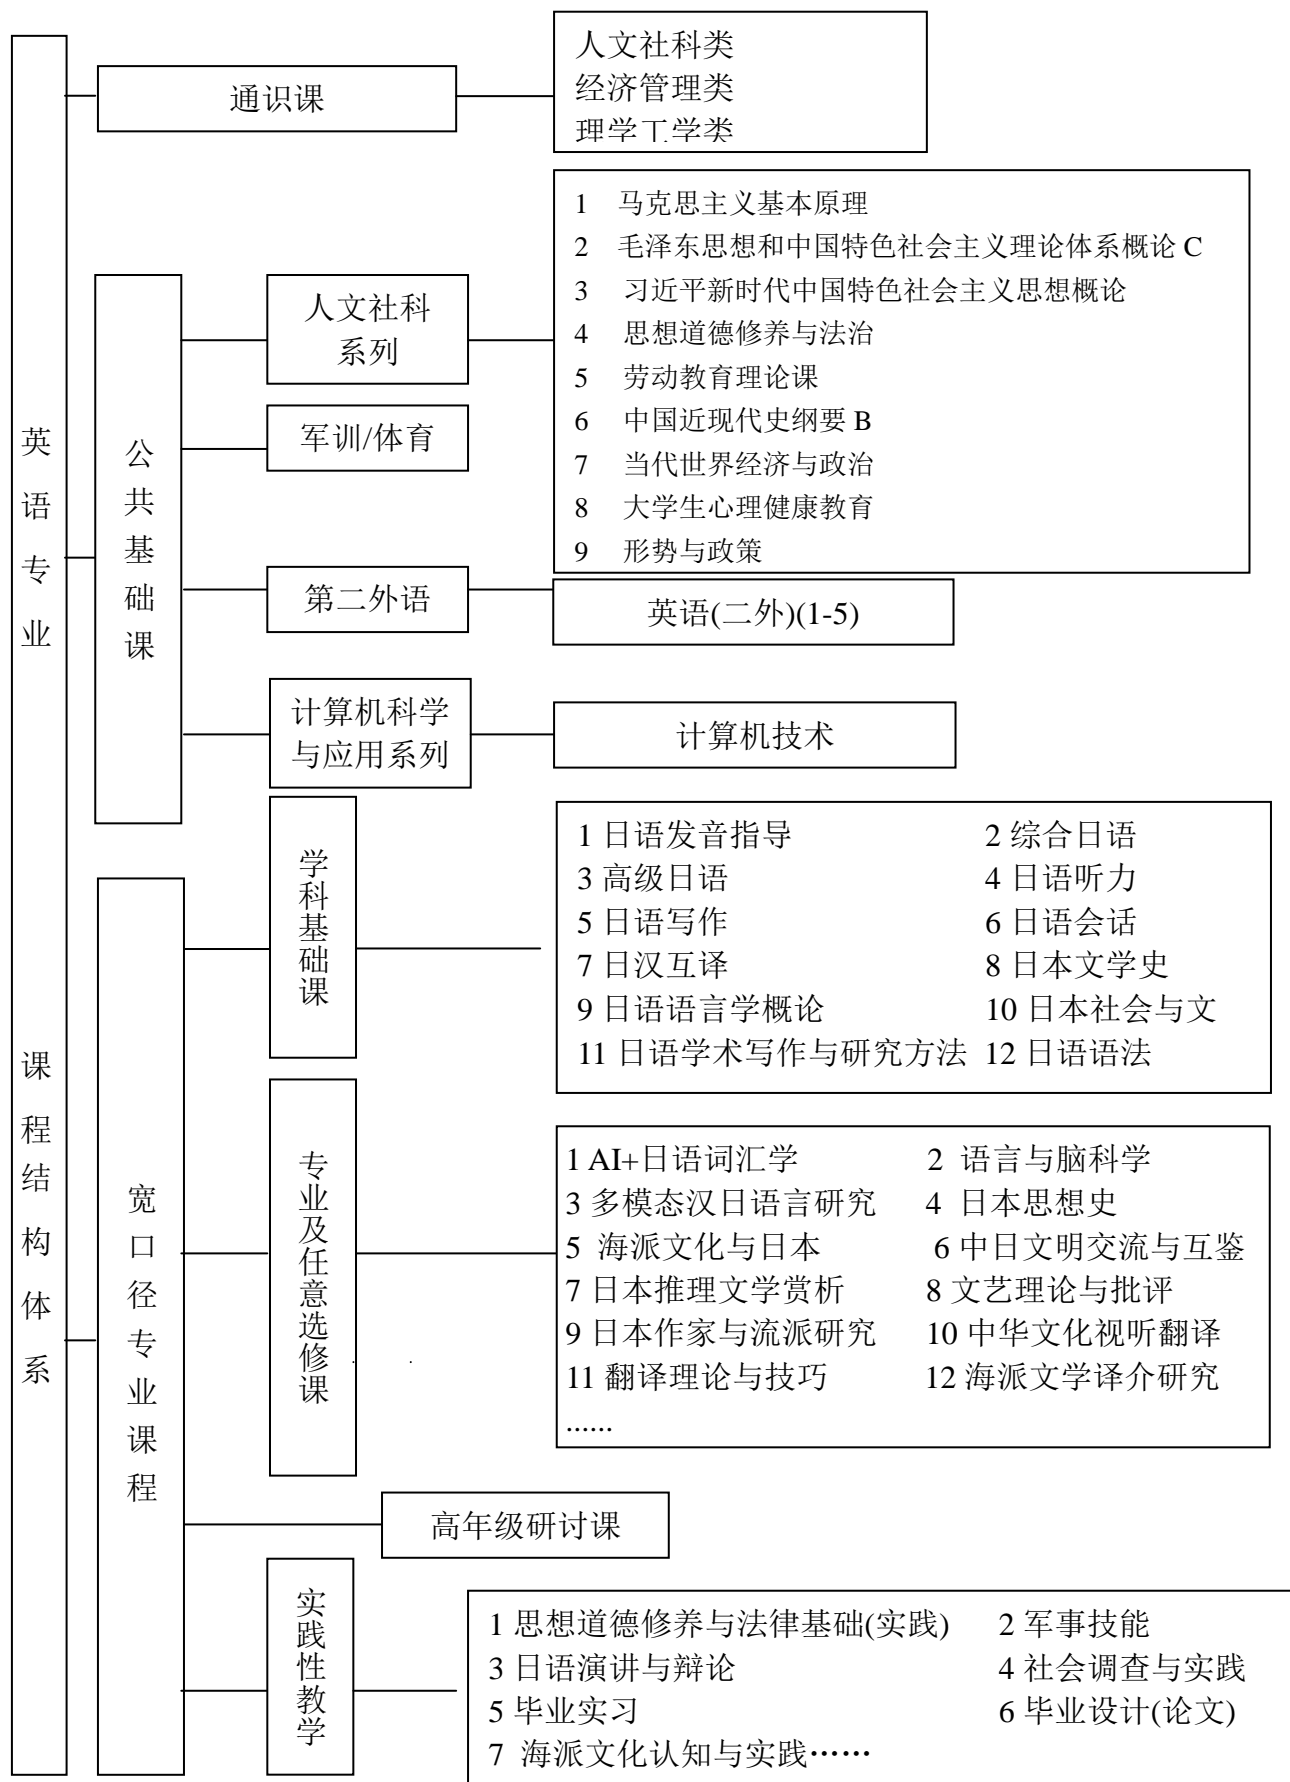 英语专业 课程结构体系
通识课
人文社科类
经济管理类
理学工学类
公共基础课
人文社科
系列
1 马克思主义基本原理
2 毛泽东思想和中国特色社会主义理论体系概论 C
3 习近平新时代中国特色社会主义思想概论
4 思想道德修养与法治
5 劳动教育理论课
6 中国近现代史纲要 B
7 当代世界经济与政治
8 大学生心理健康教育
9 形势与政策
军训/体育
第二外语
英语(二外)(1-5)
计算机科学
与应用系列
计算机技术
宽口径专业课程
学科基础课
1 日语发音指导 2 综合日语
3 高级日语 4 日语听力
5 日语写作 6 日语会话
7 日汉互译 8 日本文学史
9 日语语言学概论 10 日本社会与文
11 日语学术写作与研究方法 12 日语语法
专业及任意选修课
1 AI+日语词汇学 2 语言与脑科学
3 多模态汉日语言研究 4 日本思想史
5 海派文化与日本 6 中日文明交流与互鉴
7 日本推理文学赏析 8 文艺理论与批评
9 日本作家与流派研究 10 中华文化视听翻译
11 翻译理论与技巧 12 海派文学译介研究
......
高年级研讨课
实践性教学
1 思想道德修养与法律基础(实践) 2 军事技能
3 日语演讲与辩论 4 社会调查与实践
5 毕业实习 6 毕业设计(论文)
7 海派文化认知与实践……